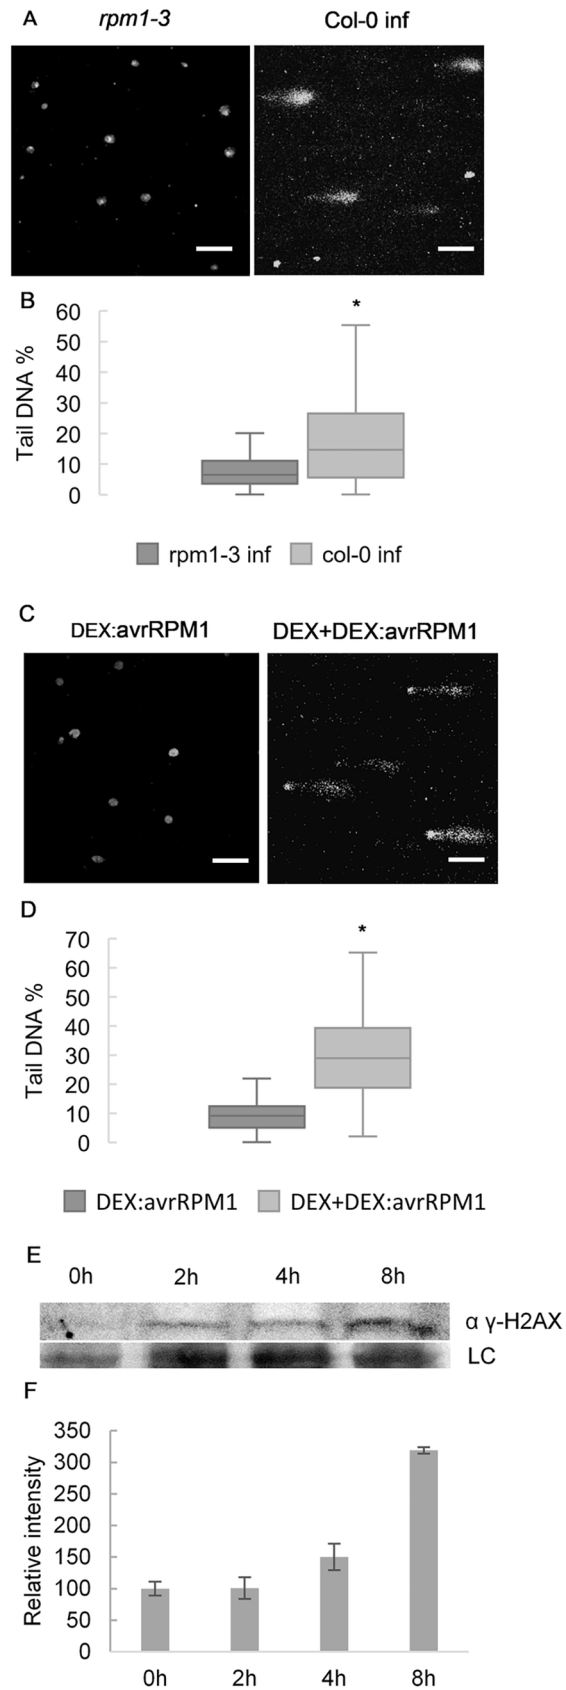 A rpm1-3 Col-0 inf
B
Tail DNA %
60
50
40
30
20
10
0
*
rpm1-3 inf col-0 inf
C
DEX:avrRPM1 DEX+DEX:avrRPM1
D
Tail DNA %
70
60
50
40
30
20
10
0
*
DEX:avrRPM1 DEX+DEX:avrRPM1
E
0h 2h 4h 8h
α γ-H2AX
LC
F
Relative intensity
350
300
250
200
150
100
50
0
0h 2h 4h 8h